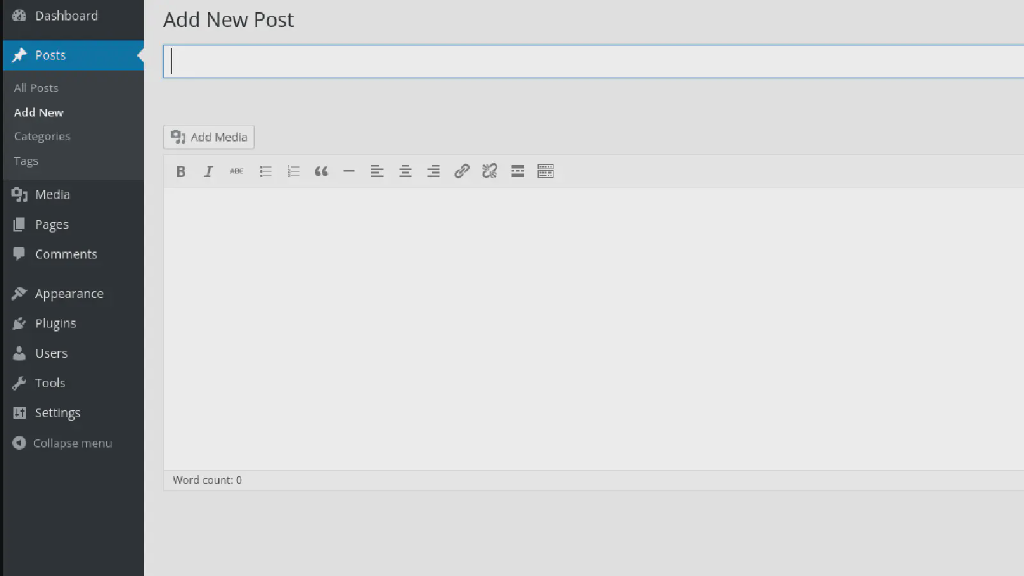 Dashboard
Posts
All Posts
Add New
Categories
Tags
Media
Pages
Comments
Appearance
Plugins
Users
Tools
Settings
Collapse menu
Add New Post
Add Media
B I ABC
Word count: 0